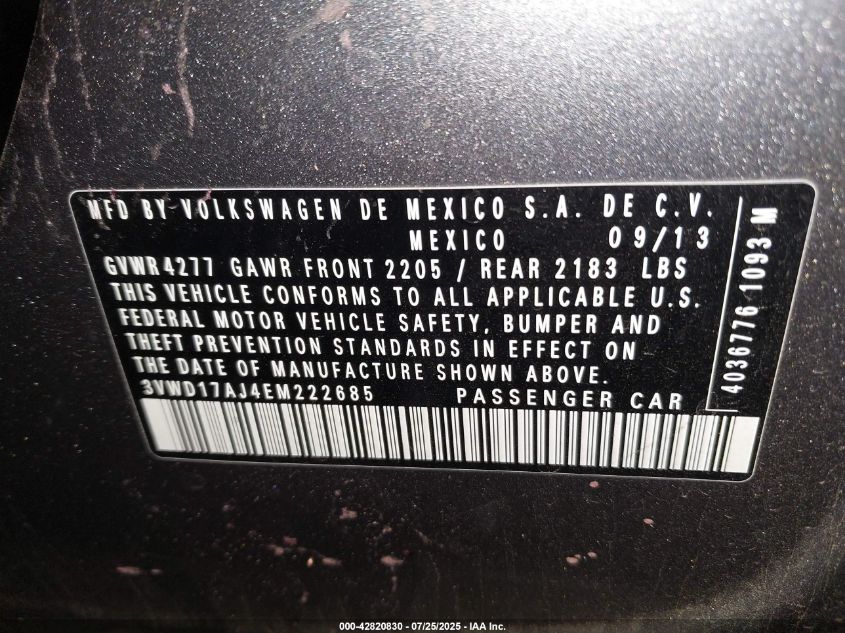 MFD BY VOLKSWAGEN DE MEXICO S.A. DE C.V.
MEXICO 09/13
GVWR4277 GAWR FRONT 2205 / REAR 2183 LBS
THIS VEHICLE CONFORMS TO ALL APPLICABLE U.S.
FEDERAL MOTOR VEHICLE SAFETY, BUMPER AND
THEFT PREVENTION STANDARDS IN EFFECT ON
THE DATE OF MANUFACTURE SHOWN ABOVE.
3VWD17AJ4EM222685 PASSENGER CAR
4036776 1093 M
000-42820830 - 07/25/2025 - IAA Inc.